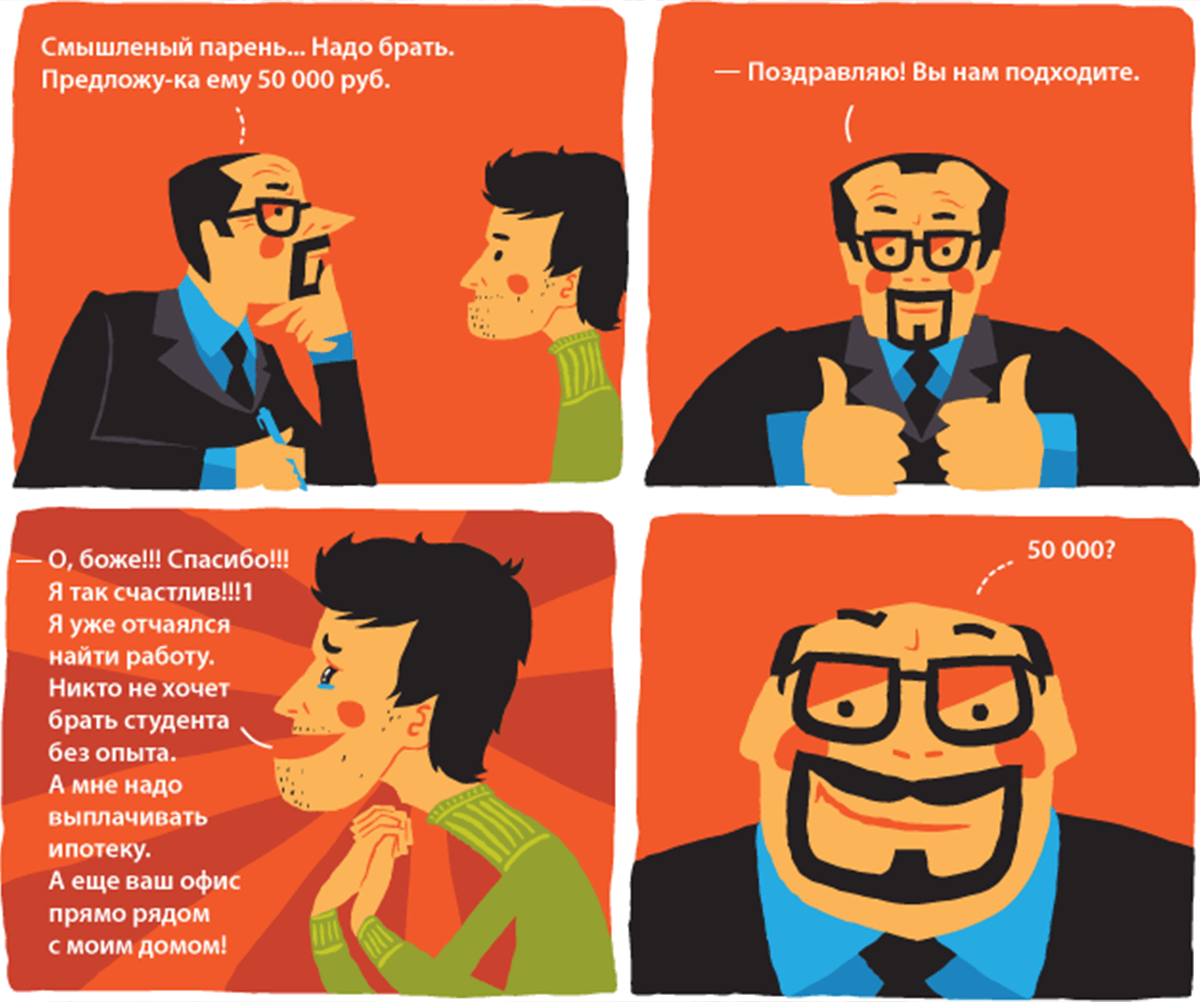 Смышленый парень... Надо брать.
Предложу-ка ему 50 000 руб.
— Поздравляю! Вы нам подходите.
— О, боже!!! Спасибо!!!
Я так счастлив!!!1
Я уже отчаялся
найти работу.
Никто не хочет
брать студента
без опыта.
А мне надо
выплачивать
ипотеку.
А еще ваш офис
прямо рядом
с моим домом!
50 000?